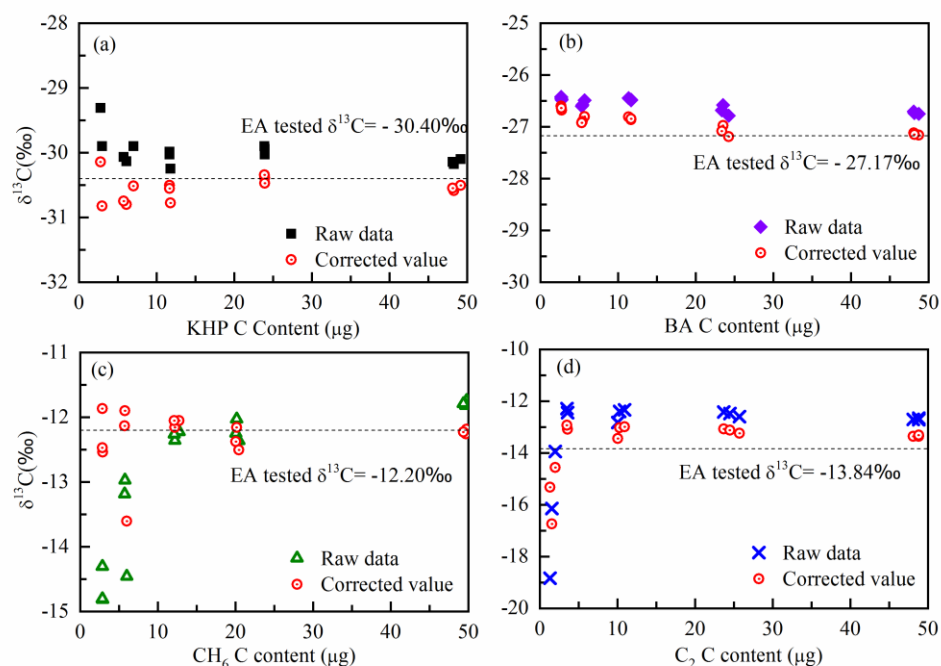 -28
-29
-30
-31
-32
δ¹³C(‰)
(a)
EA tested δ¹³C= - 30.40‰
Raw data
Corrected value
0 10 20 30 40 50
KHP C Content (μg)
-25
-26
-27
-28
-29
-30
(b)
EA tested δ¹³C= - 27.17‰
Raw data
Corrected value
0 10 20 30 40 50
BA C content (μg)
-11
-12
-13
-14
-15
δ¹³C(‰)
(c)
EA tested δ¹³C= -12.20‰
Raw data
Corrected value
0 10 20 30 40 50
CH₆ C content (μg)
-10
-12
-14
-16
-18
-20
(d)
EA tested δ¹³C= -13.84‰
Raw data
Corrected value
0 10 20 30 40 50
C₂ C content (μg)